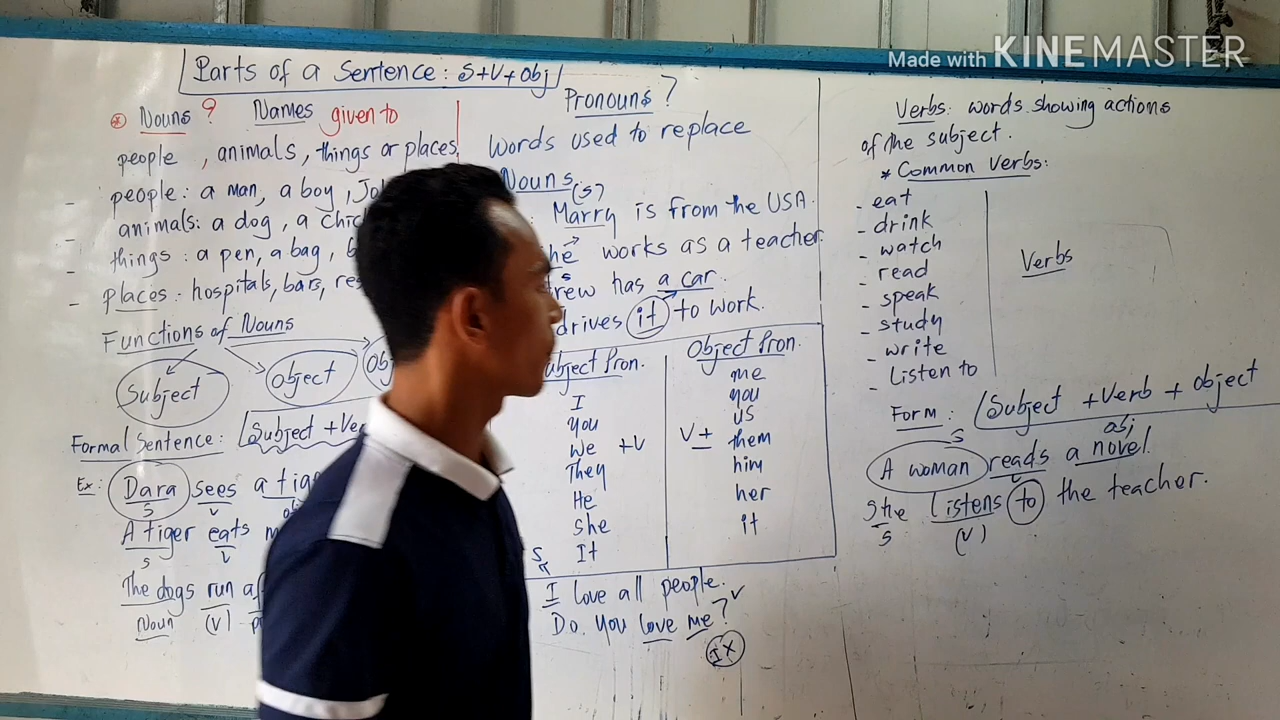 Made with KINEMASTER
Parts of a Sentence: S+V+Obj
* Nouns ? Names given to
people, animals, things or places
- people: a man, a boy,
- animals: a dog, a
- things: a pen, a bag,
- places: hospitals, bars,
Functions of Nouns
Subject Object
Formal Sentence: Subject +
Ex: Dara sees a
S V
A tiger eats
S V
The dogs run
Noun (V)
Pronouns?
Words used to replace
Nouns
(S)
: Marry is from the USA.
works as a teacher.
S
has a car.
drives it to work.
Pron. Object Pron.
I me
you you
we +V V+ us
They them
He him
she her
It it
S
I love all people.
Do you love me? ✓
I X
Verbs: words showing actions
of the subject.
* Common Verbs:
- eat
- drink
- watch
- read
- speak
- study
- write
- Listen to
Verbs
Form: Subject + Verb + object
S
A woman reads a novel.
V
She listens to the teacher.
S (V)